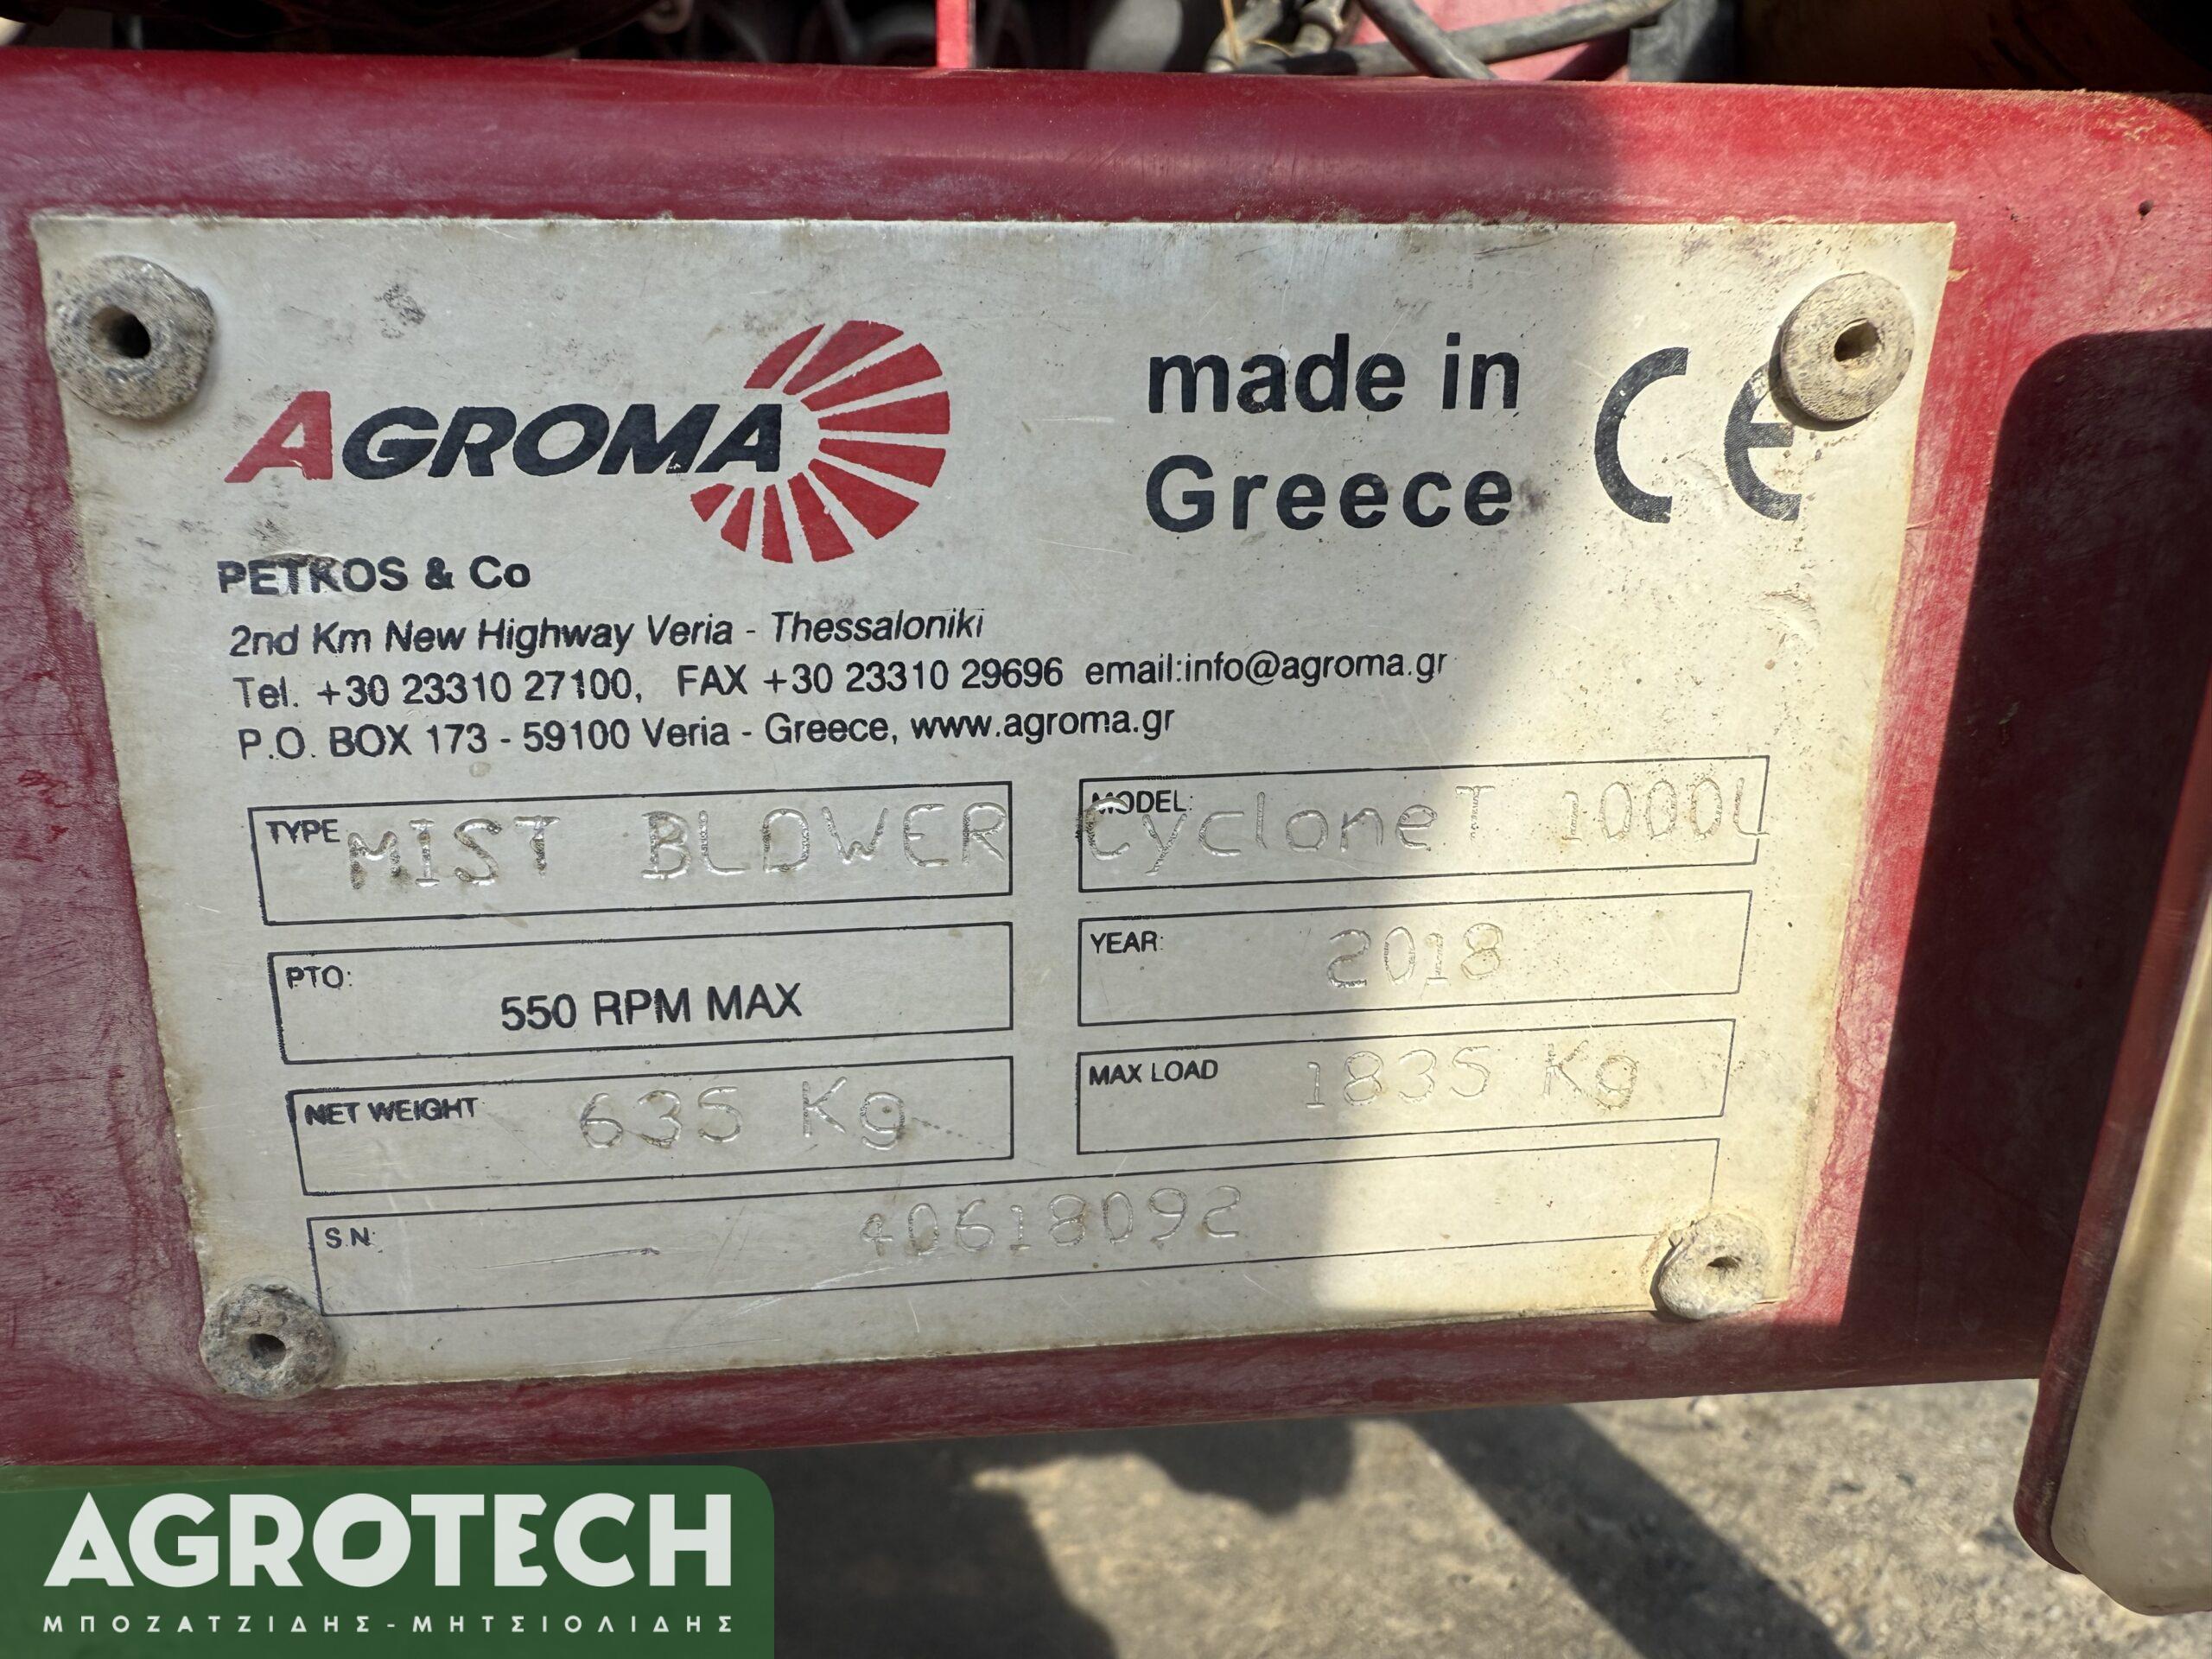 AGROMA
made in
Greece
CE
PETKOS & Co
2nd Km New Highway Veria - Thessaloniki
Tel. +30 23310 27100, FAX +30 23310 29696 email:info@agroma.gr
P.O. BOX 173 - 59100 Veria - Greece, www.agroma.gr
TYPE MIST BLOWER
MODEL: Cyclone T 1000L
PTO: 550 RPM MAX
YEAR: 2018
NET WEIGHT 635 Kg
MAX LOAD 1835 Kg
S.N: 40618092
AGROTECH
ΜΠΟΖΑΤΖΙΔΗΣ-ΜΗΤΣΙΟΛΙΔΗΣ